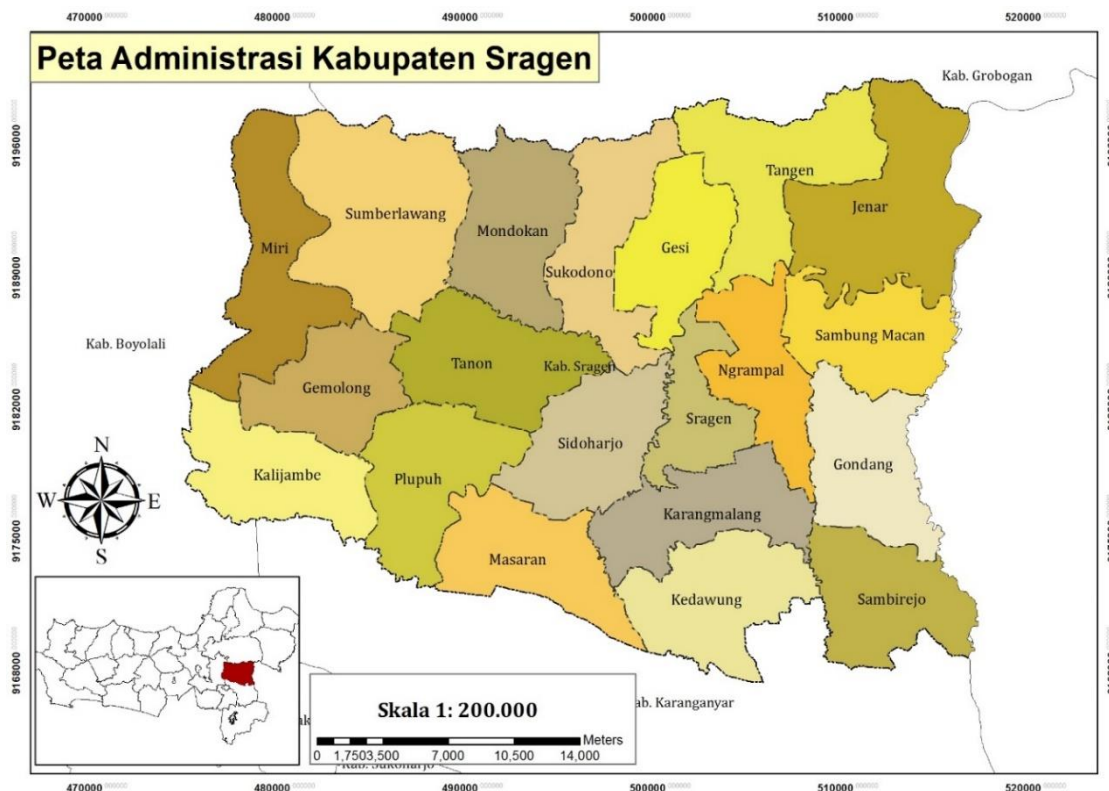 470000 480000 490000 500000 510000 520000
Peta Administrasi Kabupaten Sragen
Kab. Grobogan
9196000
Tangen
Sumberlawang
Jenar
Mondokan
Miri
Gesi
Sukodono
9189000
Sambung Macan
Kab. Boyolali
Tanon
Kab. Sragen
Ngrampal
Gemolong
9182000
Sragen
Sidoharjo
Gondang
Kalijambe
Plupuh
Karangmalang
N
W E
S
9175000
Masaran
Kedawung
Sambirejo
9168000
Skala 1: 200.000
ab. Karanganyar
Meters
0 1,750 3,500 7,000 10,500 14,000
470000 480000 490000 500000 510000 520000